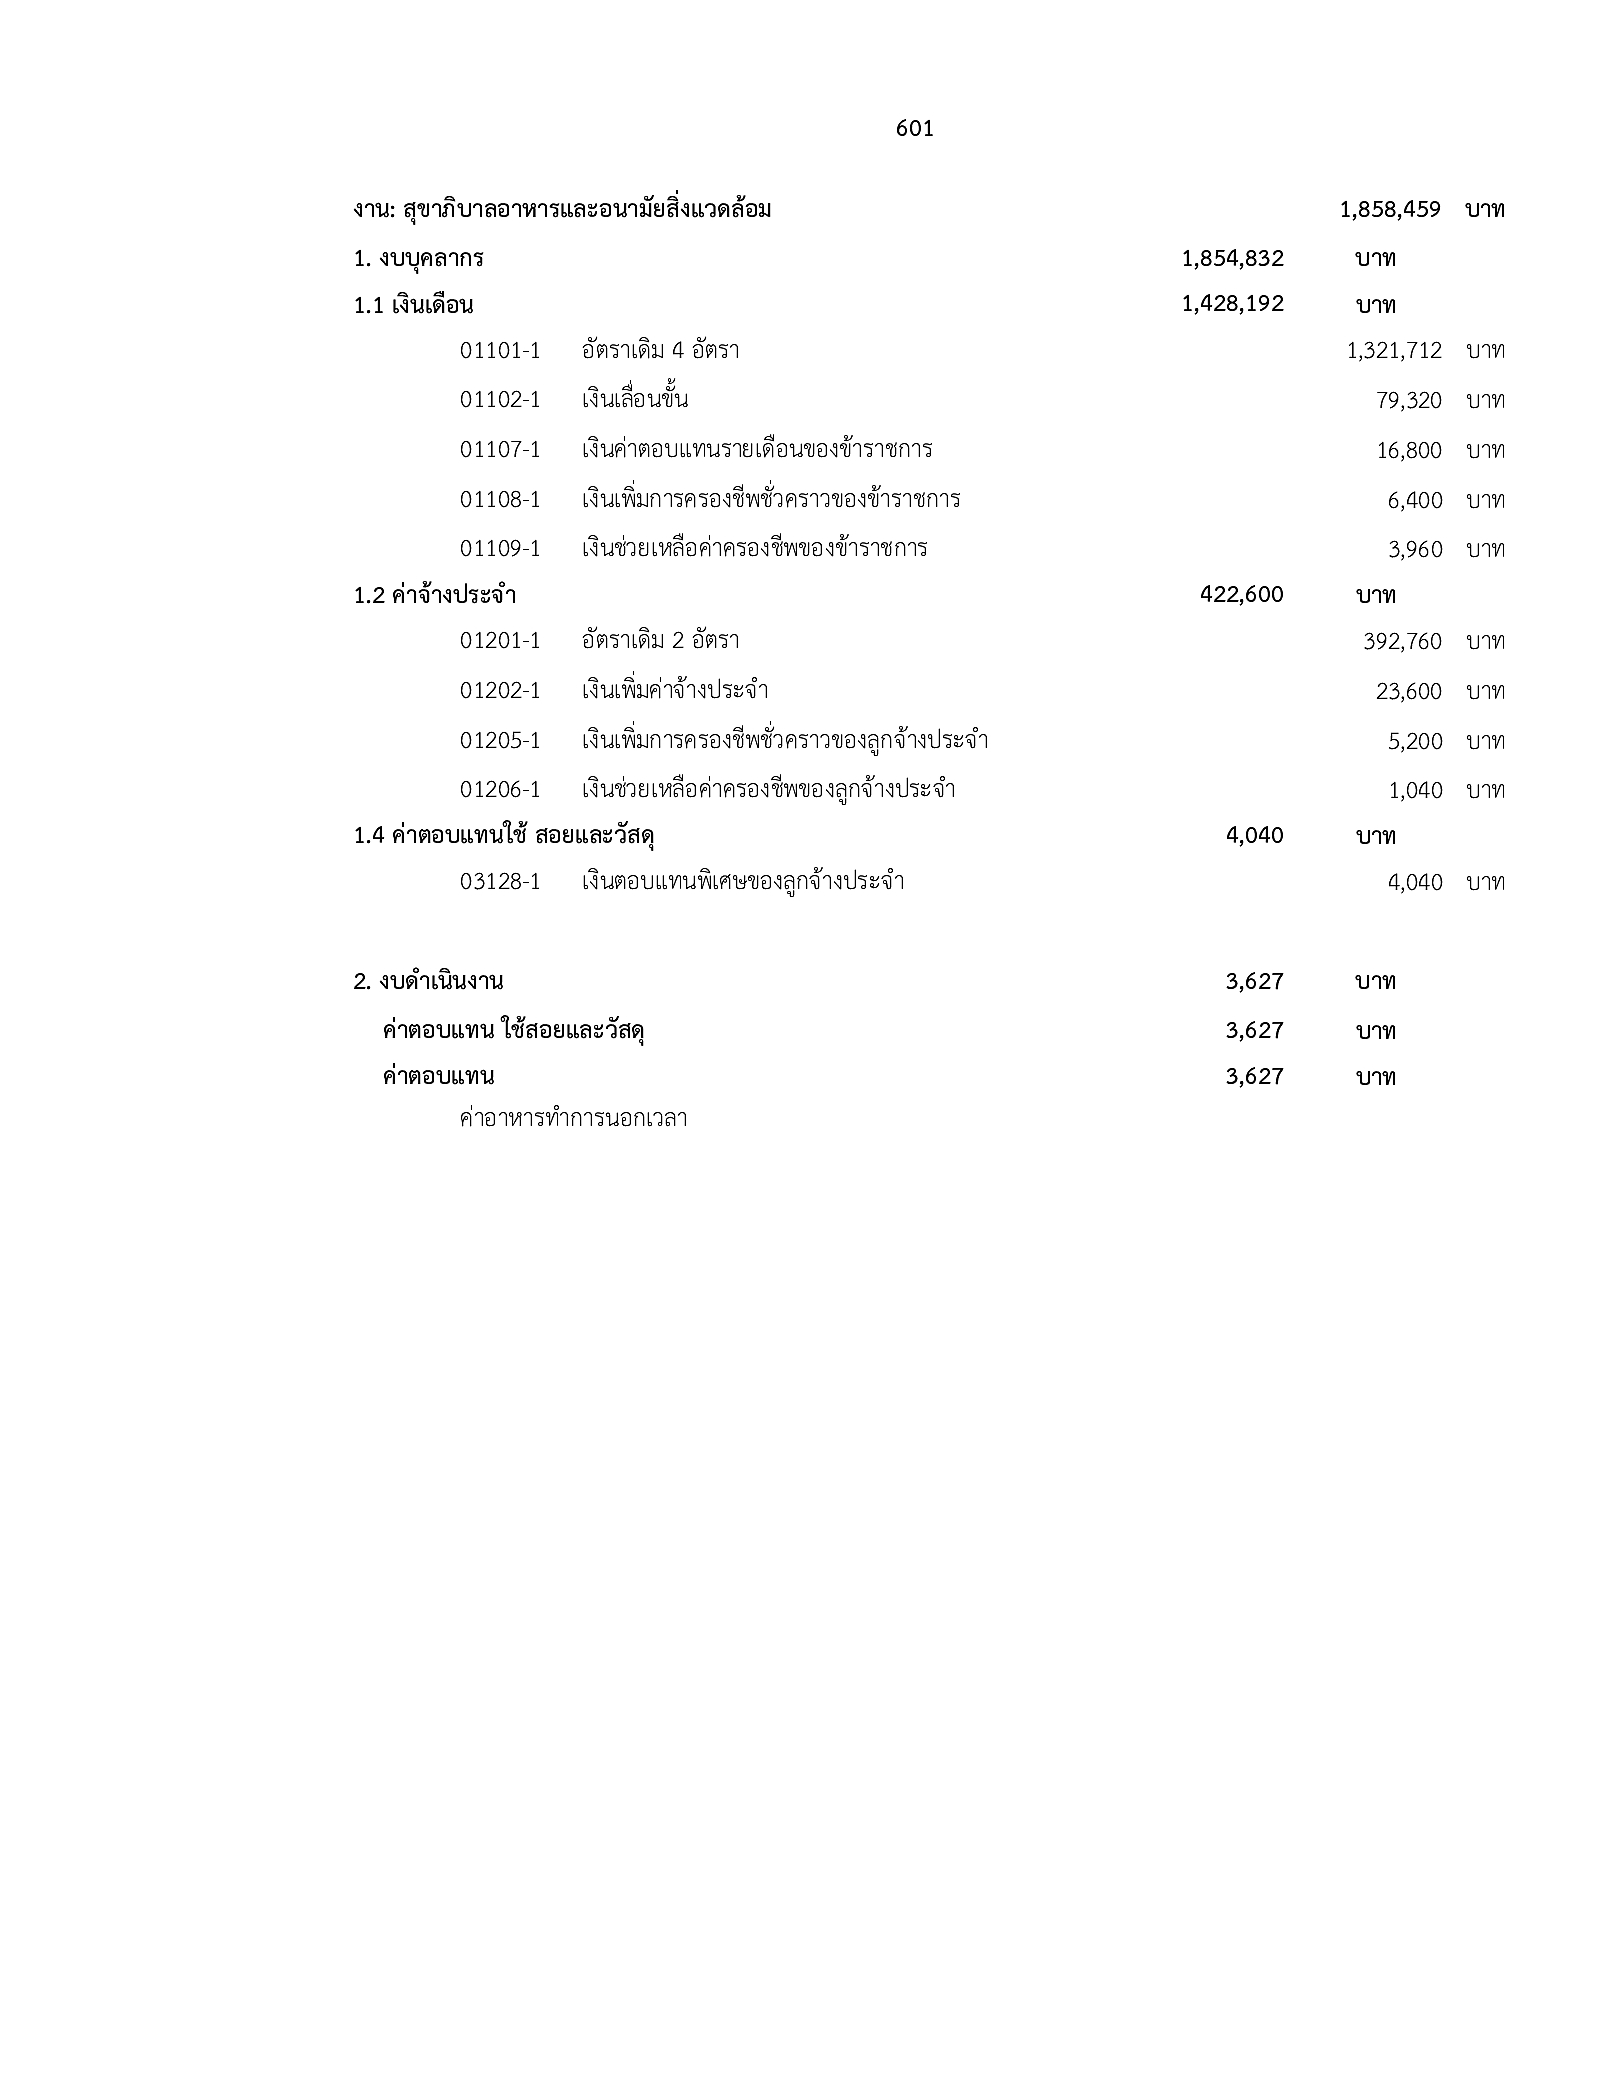 601
งาน: สุขาภิบาลอาหารและอนามัยสิ่งแวดล้อม 1,858,459 บาท
1. งบบุคลากร 1,854,832 บาท
1.1 เงินเดือน 1,428,192 บาท
01101-1 อัตราเดิม 4 อัตรา 1,321,712 บาท
01102-1 เงินเลื่อนขั้น 79,320 บาท
01107-1 เงินค่าตอบแทนรายเดือนของข้าราชการ 16,800 บาท
01108-1 เงินเพิ่มการครองชีพชั่วคราวของข้าราชการ 6,400 บาท
01109-1 เงินช่วยเหลือค่าครองชีพของข้าราชการ 3,960 บาท
1.2 ค่าจ้างประจำ 422,600 บาท
01201-1 อัตราเดิม 2 อัตรา 392,760 บาท
01202-1 เงินเพิ่มค่าจ้างประจำ 23,600 บาท
01205-1 เงินเพิ่มการครองชีพชั่วคราวของลูกจ้างประจำ 5,200 บาท
01206-1 เงินช่วยเหลือค่าครองชีพของลูกจ้างประจำ 1,040 บาท
1.4 ค่าตอบแทนใช้ สอยและวัสดุ 4,040 บาท
03128-1 เงินตอบแทนพิเศษของลูกจ้างประจำ 4,040 บาท
2. งบดำเนินงาน 3,627 บาท
ค่าตอบแทน ใช้สอยและวัสดุ 3,627 บาท
ค่าตอบแทน 3,627 บาท
ค่าอาหารทำการนอกเวลา